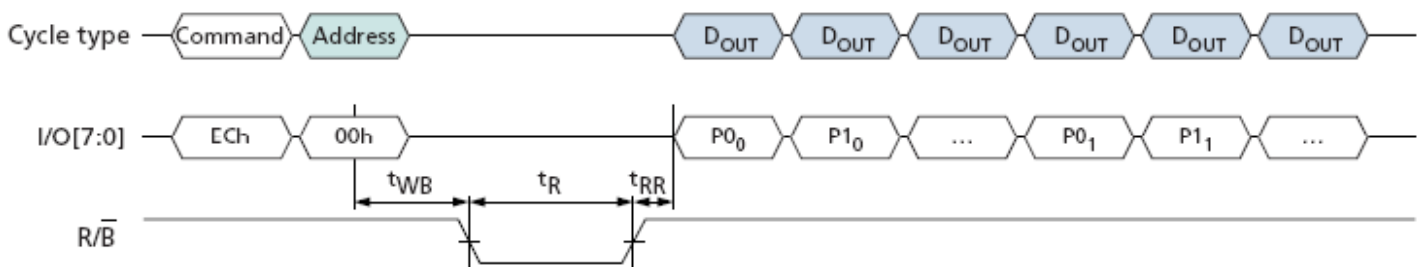 Cycle type Command Address DOUT DOUT DOUT DOUT DOUT DOUT
I/O[7:0] ECh 00h P00 P10 ... P01 P11 ...
tWB tR tRR
R/B̅